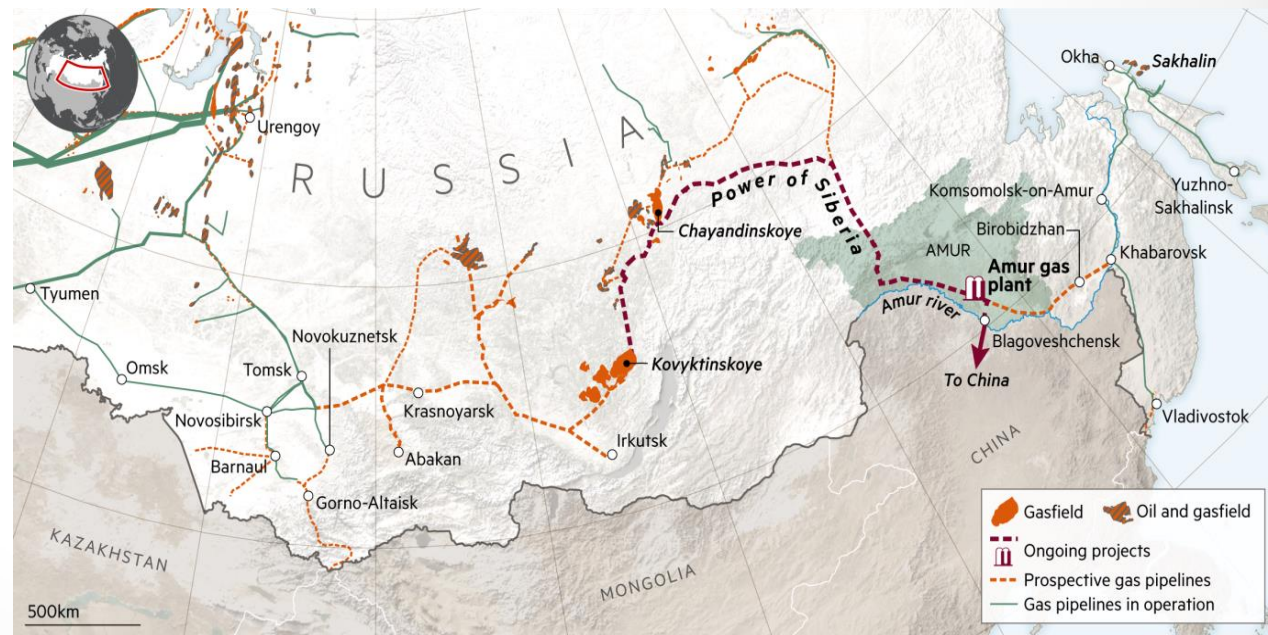 Okha
Sakhalin
Urengoy
RUSSIA
Power of Siberia
Komsomolsk-on-Amur
Yuzhno-
Sakhalinsk
Chayandinskoye
Birobidzhan
AMUR
Khabarovsk
Amur gas
plant
Tyumen
Amur river
Novokuznetsk
Blagoveshchensk
Omsk
Tomsk
Kovyktinskoye
To China
Krasnoyarsk
Novosibirsk
Vladivostok
Irkutsk
CHINA
Barnaul
Abakan
Gorno-Altaisk
KAZAKHSTAN
MONGOLIA
Gasfield
Oil and gasfield
Ongoing projects
Prospective gas pipelines
Gas pipelines in operation
500km